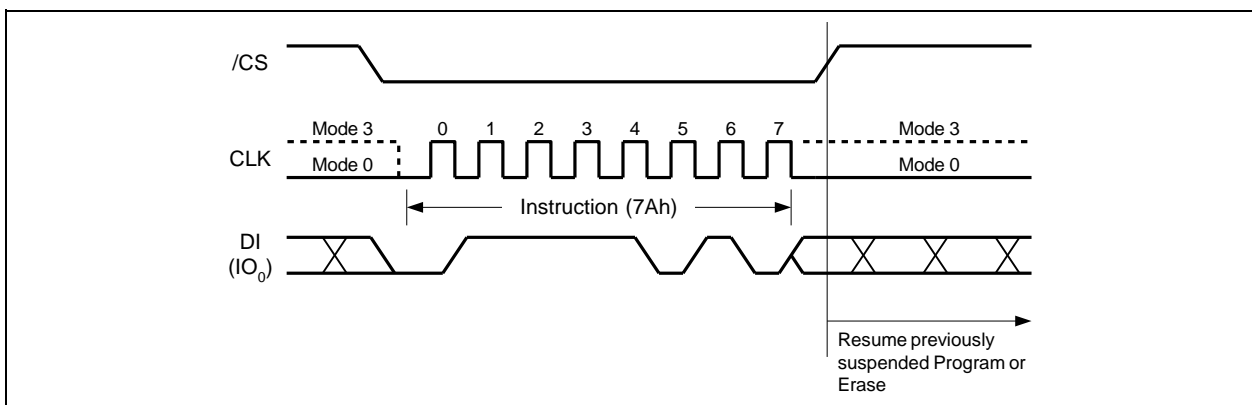 /CS
Mode 3 0 1 2 3 4 5 6 7 Mode 3
CLK
Mode 0 Mode 0
Instruction (7Ah)
DI
(IO0)
Resume previously
suspended Program or
Erase